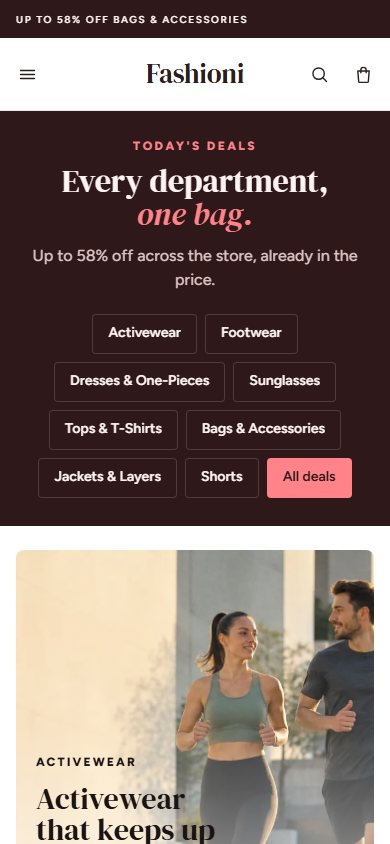 UP TO 58% OFF BAGS & ACCESSORIES
Fashioni
TODAY'S DEALS
Every department,
one bag.
Up to 58% off across the store, already in the
price.
Activewear
Footwear
Dresses & One-Pieces
Sunglasses
Tops & T-Shirts
Bags & Accessories
Jackets & Layers
Shorts
All deals
ACTIVEWEAR
Activewear
that keeps up